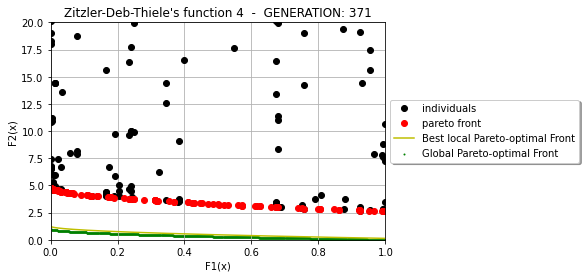 Zitzler-Deb-Thiele's function 4  -  GENERATION: 371
20.0
17.5
15.0
12.5
10.0
7.5
5.0
2.5
0.0
F2(x)
0.0 0.2 0.4 0.6 0.8 1.0
F1(x)
individuals
pareto front
Best local Pareto-optimal Front
Global Pareto-optimal Front